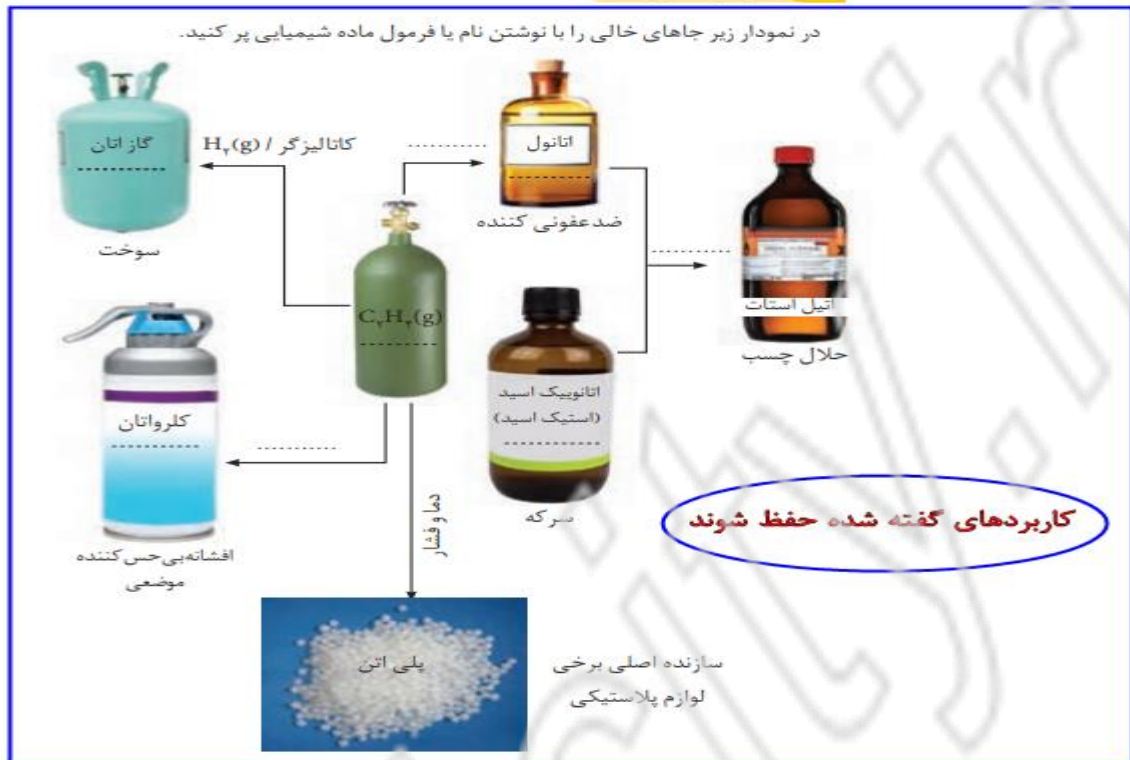 در نمودار زیر جاهای خالی را با نوشتن نام یا فرمول ماده شیمیایی پر کنید.
گاز اتان
----------
سوخت
H₂(g) / کاتالیزگر
............
اتانول
----------
ضدعفونی کننده
C₂H₄(g)
----------
............
اتیل استات
حلال چسب
اتانوییک اسید
(استیک اسید)
----------
سرکه
کلرواتان
----------
............
افشانه‌بی‌حس‌کننده
موضعی
دما و فشار
کاربردهای گفته شده حفظ شوند
پلی اتن
سازنده اصلی برخی
لوازم پلاستیکی